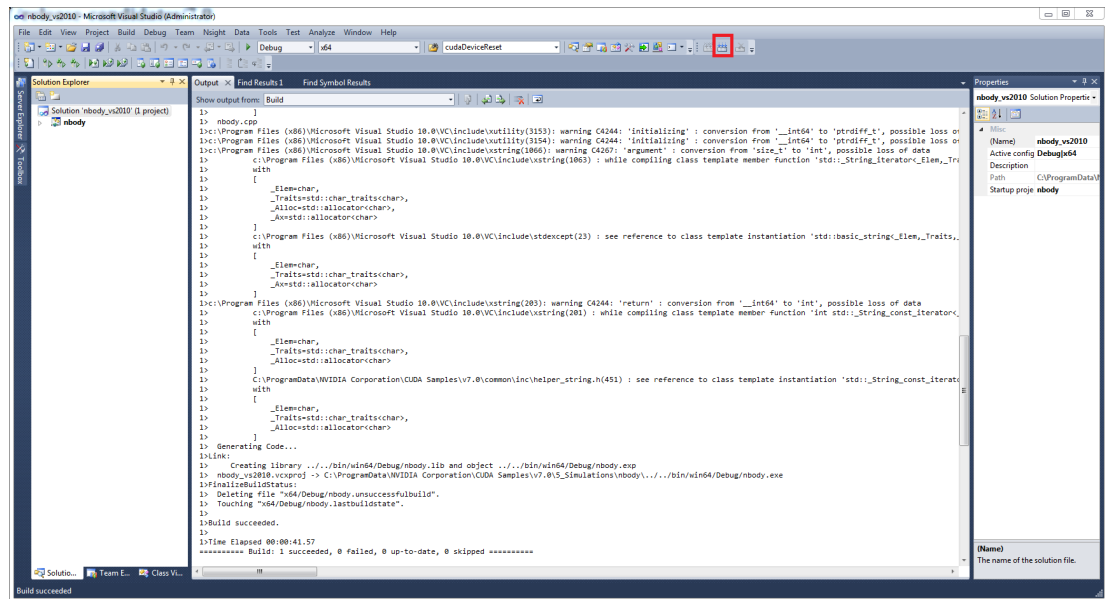 nbody_vs2010 - Microsoft Visual Studio (Administrator)
File Edit View Project Build Debug Team Nsight Data Tools Test Analyze Window Help
Debug x64 cudaDeviceReset
Server Explorer
Toolbox
Solution Explorer
Solution 'nbody_vs2010' (1 project)
nbody
Solutio... Team E... Class Vi...
Output Find Results 1 Find Symbol Results
Show output from: Build
1> ]
1> nbody.cpp
1>c:\Program Files (x86)\Microsoft Visual Studio 10.0\VC\include\xutility(3153): warning C4244: 'initializing' : conversion from '__int64' to 'ptrdiff_t', possible loss of
1>c:\Program Files (x86)\Microsoft Visual Studio 10.0\VC\include\xutility(3154): warning C4244: 'initializing' : conversion from '__int64' to 'ptrdiff_t', possible loss of
1>c:\Program Files (x86)\Microsoft Visual Studio 10.0\VC\include\xstring(1066): warning C4267: 'argument' : conversion from 'size_t' to 'int', possible loss of data
1> c:\Program Files (x86)\Microsoft Visual Studio 10.0\VC\include\xstring(1063) : while compiling class template member function 'std::_String_iterator<_Elem,_Tra
1> with
1> [
1> _Elem=char,
1> _Traits=std::char_traits<char>,
1> _Alloc=std::allocator<char>,
1> _Ax=std::allocator<char>
1> ]
1> c:\Program Files (x86)\Microsoft Visual Studio 10.0\VC\include\stdexcept(23) : see reference to class template instantiation 'std::basic_string<_Elem,_Traits,_
1> with
1> [
1> _Elem=char,
1> _Traits=std::char_traits<char>,
1> _Ax=std::allocator<char>
1> ]
1>c:\Program Files (x86)\Microsoft Visual Studio 10.0\VC\include\xstring(203): warning C4244: 'return' : conversion from '__int64' to 'int', possible loss of data
1> c:\Program Files (x86)\Microsoft Visual Studio 10.0\VC\include\xstring(201) : while compiling class template member function 'int std::_String_const_iterator<_
1> with
1> [
1> _Elem=char,
1> _Traits=std::char_traits<char>,
1> _Alloc=std::allocator<char>
1> ]
1> C:\ProgramData\NVIDIA Corporation\CUDA Samples\v7.0\common\inc\helper_string.h(451) : see reference to class template instantiation 'std::_String_const_iterato
1> with
1> [
1> _Elem=char,
1> _Traits=std::char_traits<char>,
1> _Alloc=std::allocator<char>
1> ]
1> Generating Code...
1>Link:
1> Creating library ../../bin/win64/Debug/nbody.lib and object ../../bin/win64/Debug/nbody.exp
1> nbody_vs2010.vcxproj -> C:\ProgramData\NVIDIA Corporation\CUDA Samples\v7.0\5_Simulations\nbody\../../bin/win64/Debug/nbody.exe
1>FinalizeBuildStatus:
1> Deleting file "x64/Debug/nbody.unsuccessfulbuild".
1> Touching "x64/Debug/nbody.lastbuildstate".
1>
1>Build succeeded.
1>
1>Time Elapsed 00:00:41.57
========== Build: 1 succeeded, 0 failed, 0 up-to-date, 0 skipped ==========
Properties
nbody_vs2010 Solution Propertie
Misc
(Name) nbody_vs2010
Active config Debug|x64
Description
Path C:\ProgramData\N
Startup proje nbody
(Name)
The name of the solution file.
Build succeeded